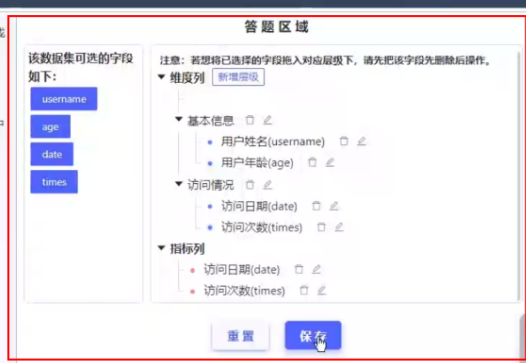 答题区域
该数据集可选的字段
如下：
username
age
date
times
注意：若想将已选择的字段拖入对应层级下，请先把该字段先删除后操作。
维度列 新增层级
基本信息
用户姓名(username)
用户年龄(age)
访问情况
访问日期(date)
访问次数(times)
指标列
访问日期(date)
访问次数(times)
重置 保存